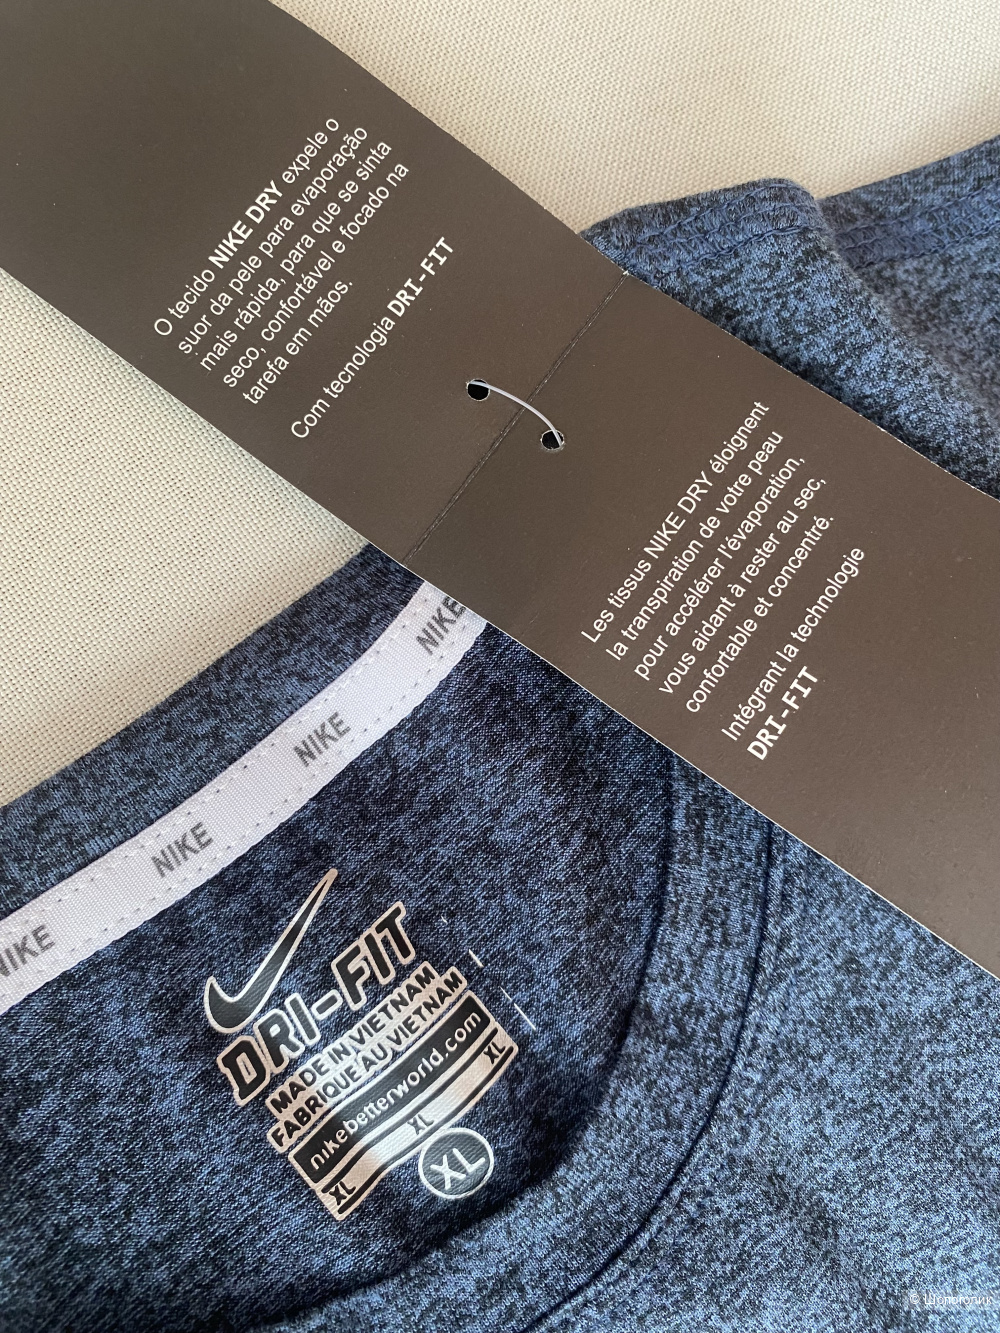 O tecido NIKE DRY expele o
suor da pele para evaporação
mais rápida, para que se sinta
seco, confortável e focado na
tarefa em mãos.
Com tecnologia DRI-FIT
Les tissus NIKE DRY éloignent
la transpiration de votre peau
pour accélérer l'évaporation,
vous aidant à rester au sec,
confortable et concentré.
Intégrant la technologie
DRI-FIT
NIKE
NIKE
NIKE
NIKE
DRI-FIT
MADE IN VIETNAM
FABRIQUE AU VIETNAM
nikebetterworld.com
XL XL XL
XL
© Шопоголик